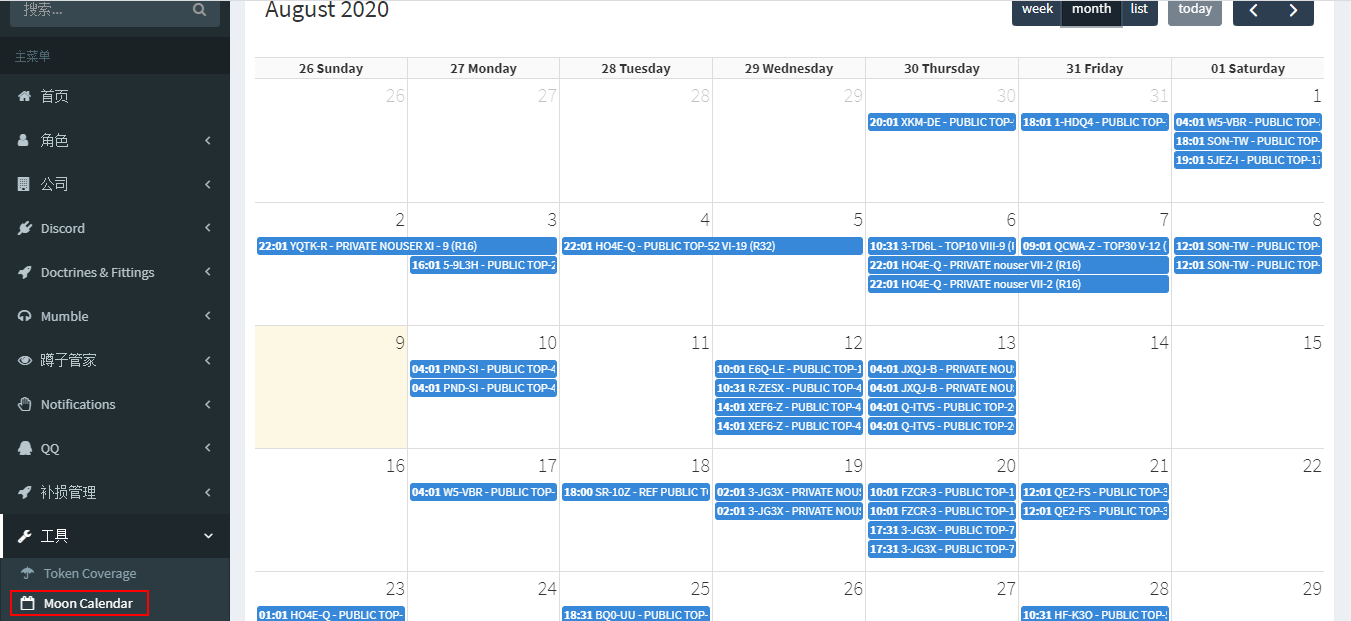 搜索...
主菜单
首页
角色
公司
Discord
Doctrines & Fittings
Mumble
蹲子管家
Notifications
QQ
补损管理
工具
Token Coverage
Moon Calendar
August 2020
week month list today
26 Sunday 27 Monday 28 Tuesday 29 Wednesday 30 Thursday 31 Friday 01 Saturday
26 27 28 29 30 31 1
20:01 XKM-DE - PUBLIC TOP- 18:01 1-HDQ4 - PUBLIC TOP- 04:01 W5-VBR - PUBLIC TOP-
18:01 SON-TW - PUBLIC TOP-
19:01 5JEZ-I - PUBLIC TOP-17
2 3 4 5 6 7 8
22:01 YQTK-R - PRIVATE NOUSER XI - 9 (R16) 22:01 HO4E-Q - PUBLIC TOP-52 VI-19 (R32) 10:31 3-TD6L - TOP10 VIII-9 ( 09:01 QCWA-Z - TOP30 V-12 ( 12:01 SON-TW - PUBLIC TOP-
16:01 5-9L3H - PUBLIC TOP-2 22:01 HO4E-Q - PRIVATE nouser VII-2 (R16) 12:01 SON-TW - PUBLIC TOP-
22:01 HO4E-Q - PRIVATE nouser VII-2 (R16)
9 10 11 12 13 14 15
04:01 PND-SI - PUBLIC TOP-4 10:01 E6Q-LE - PUBLIC TOP-1 04:01 JXQJ-B - PRIVATE NOU
04:01 PND-SI - PUBLIC TOP-4 10:31 R-ZESX - PUBLIC TOP-4 04:01 JXQJ-B - PRIVATE NOU
14:01 XEF6-Z - PUBLIC TOP-4 04:01 Q-ITV5 - PUBLIC TOP-2
14:01 XEF6-Z - PUBLIC TOP-4 04:01 Q-ITV5 - PUBLIC TOP-2
16 17 18 19 20 21 22
04:01 W5-VBR - PUBLIC TOP- 18:00 SR-10Z - REF PUBLIC T 02:01 3-JG3X - PRIVATE NOU 10:01 FZCR-3 - PUBLIC TOP-1 12:01 QE2-FS - PUBLIC TOP-3
02:01 3-JG3X - PRIVATE NOU 10:01 FZCR-3 - PUBLIC TOP-1 12:01 QE2-FS - PUBLIC TOP-3
17:31 3-JG3X - PUBLIC TOP-7
17:31 3-JG3X - PUBLIC TOP-7
23 24 25 26 27 28 29
01:01 HO4E-Q - PUBLIC TOP- 18:31 BQ0-UU - PUBLIC TOP- 10:31 HF-K3O - PUBLIC TOP-